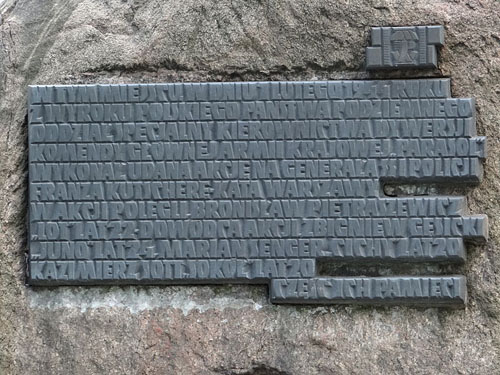 W TYM MIEJSCU W DNIU 1 LUTEGO 1944 ROKU
Z WYROKU POLSKIEGO PAŃSTWA PODZIEMNEGO
ODDZIAŁ SPECJALNY KIEROWNICTWA DYWERSJI
KOMENDY GŁÓWNEJ ARMII KRAJOWEJ "PARASOL"
WYKONAŁ UDANĄ AKCJĘ NA GENERAŁA SS I POLICJI
FRANZA KUTSCHERĘ KATA WARSZAWY
W AKCJI POLEGLI: BRONISŁAW PIETRASZEWICZ
"LOT" LAT 22 - DOWÓDCA AKCJI, ZBIGNIEW GĘSICKI
LAT 24, MARIAN SENGER "CICHY" LAT 20
KAZIMIERZ SOTT "SOKÓŁ" LAT 20
CZEŚĆ ICH PAMIĘCI